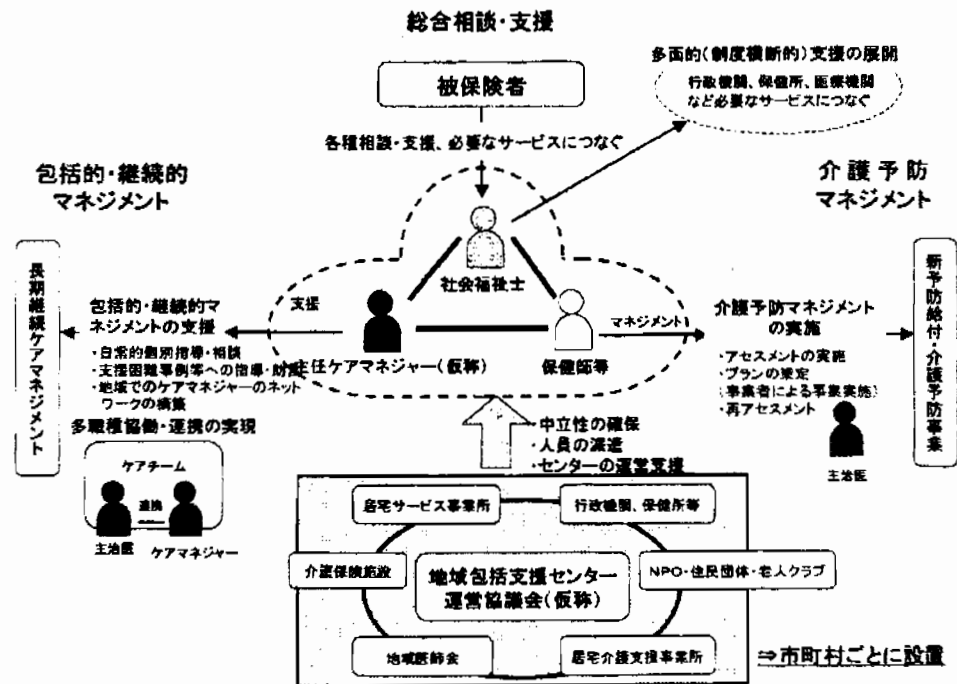 総合相談・支援
多面的(制度横断的)支援の展開
行政機関、保健所、医療機関
など必要なサービスにつなぐ
被保険者
各種相談・支援、必要なサービスにつなぐ
包括的・継続的
マネジメント
介護予防
マネジメント
社会福祉士
長期継続ケアマネジメント
新予防給付・介護予防事業
支援
包括的・継続的マ
ネジメントの支援
・日常的個別指導・相談
・支援困難事例等への指導・助言
・地域でのケアマネジャーのネット
ワークの構築
主任ケアマネジャー(仮称)
保健師等
マネジメント
介護予防マネジメント
の実施
・アセスメントの実施
・プランの策定
(事業者による事業実施)
・再アセスメント
主治医
多職種協働・連携の実現
ケアチーム
連携
主治医
ケアマネジャー
・中立性の確保
・人員の派遣
・センターの運営支援
居宅サービス事業所
行政機関、保健所等
介護保険施設
地域包括支援センター
運営協議会(仮称)
NPO・住民団体・老人クラブ
地域医師会
居宅介護支援事業所
⇒市町村ごとに設置